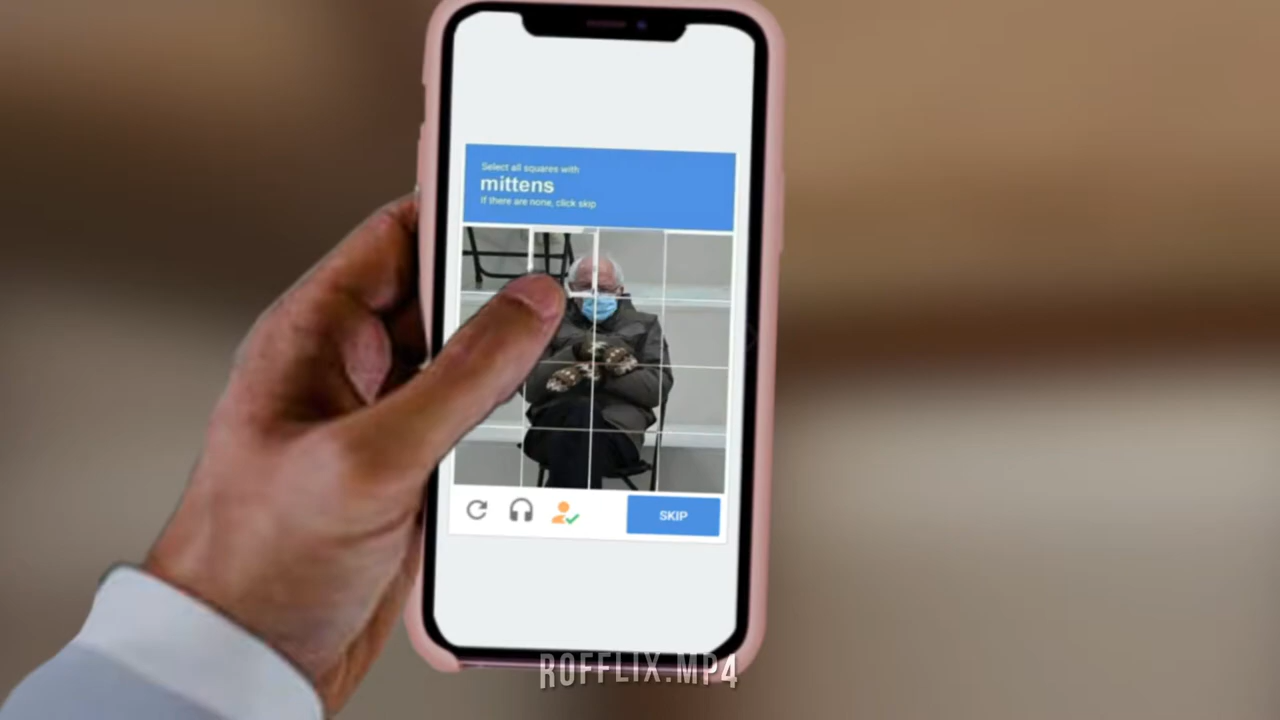 Select all squares with
mittens
If there are none, click skip
SKIP
ROFFLIX.MP4